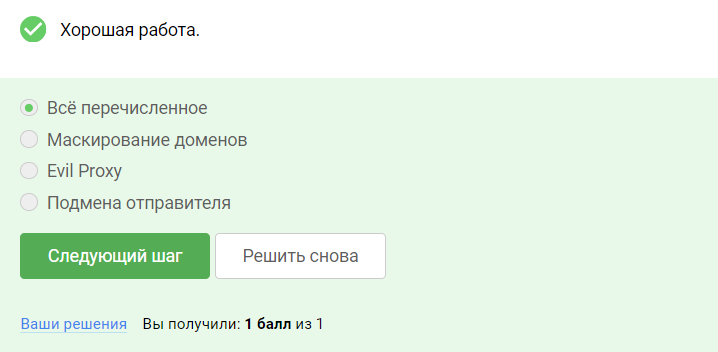 Хорошая работа.
Всё перечисленное
Маскирование доменов
Evil Proxy
Подмена отправителя
Следующий шаг Решить снова
Ваши решения Вы получили: 1 балл из 1